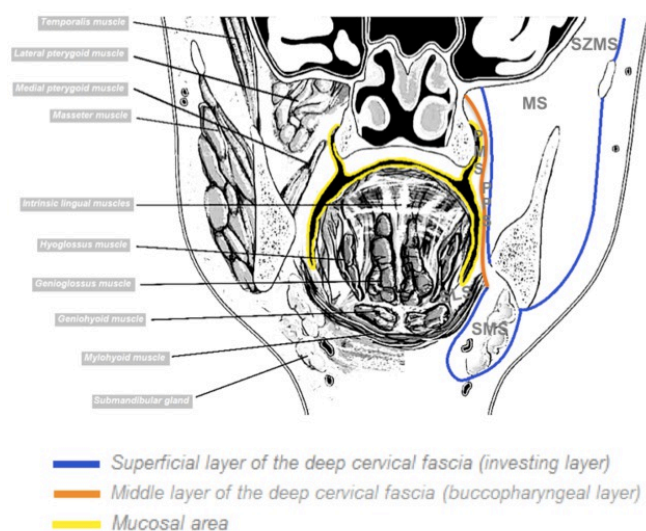 Temporalis muscle
Lateral pterygoid muscle
Medial pterygoid muscle
Masseter muscle
Intrinsic lingual muscles
Hyoglossus muscle
Genioglossus muscle
Geniohyoid muscle
Mylohyoid muscle
Submandibular gland
SZMS
MS
PMS
SMS
Superficial layer of the deep cervical fascia (investing layer)
Middle layer of the deep cervical fascia (buccopharyngeal layer)
Mucosal area